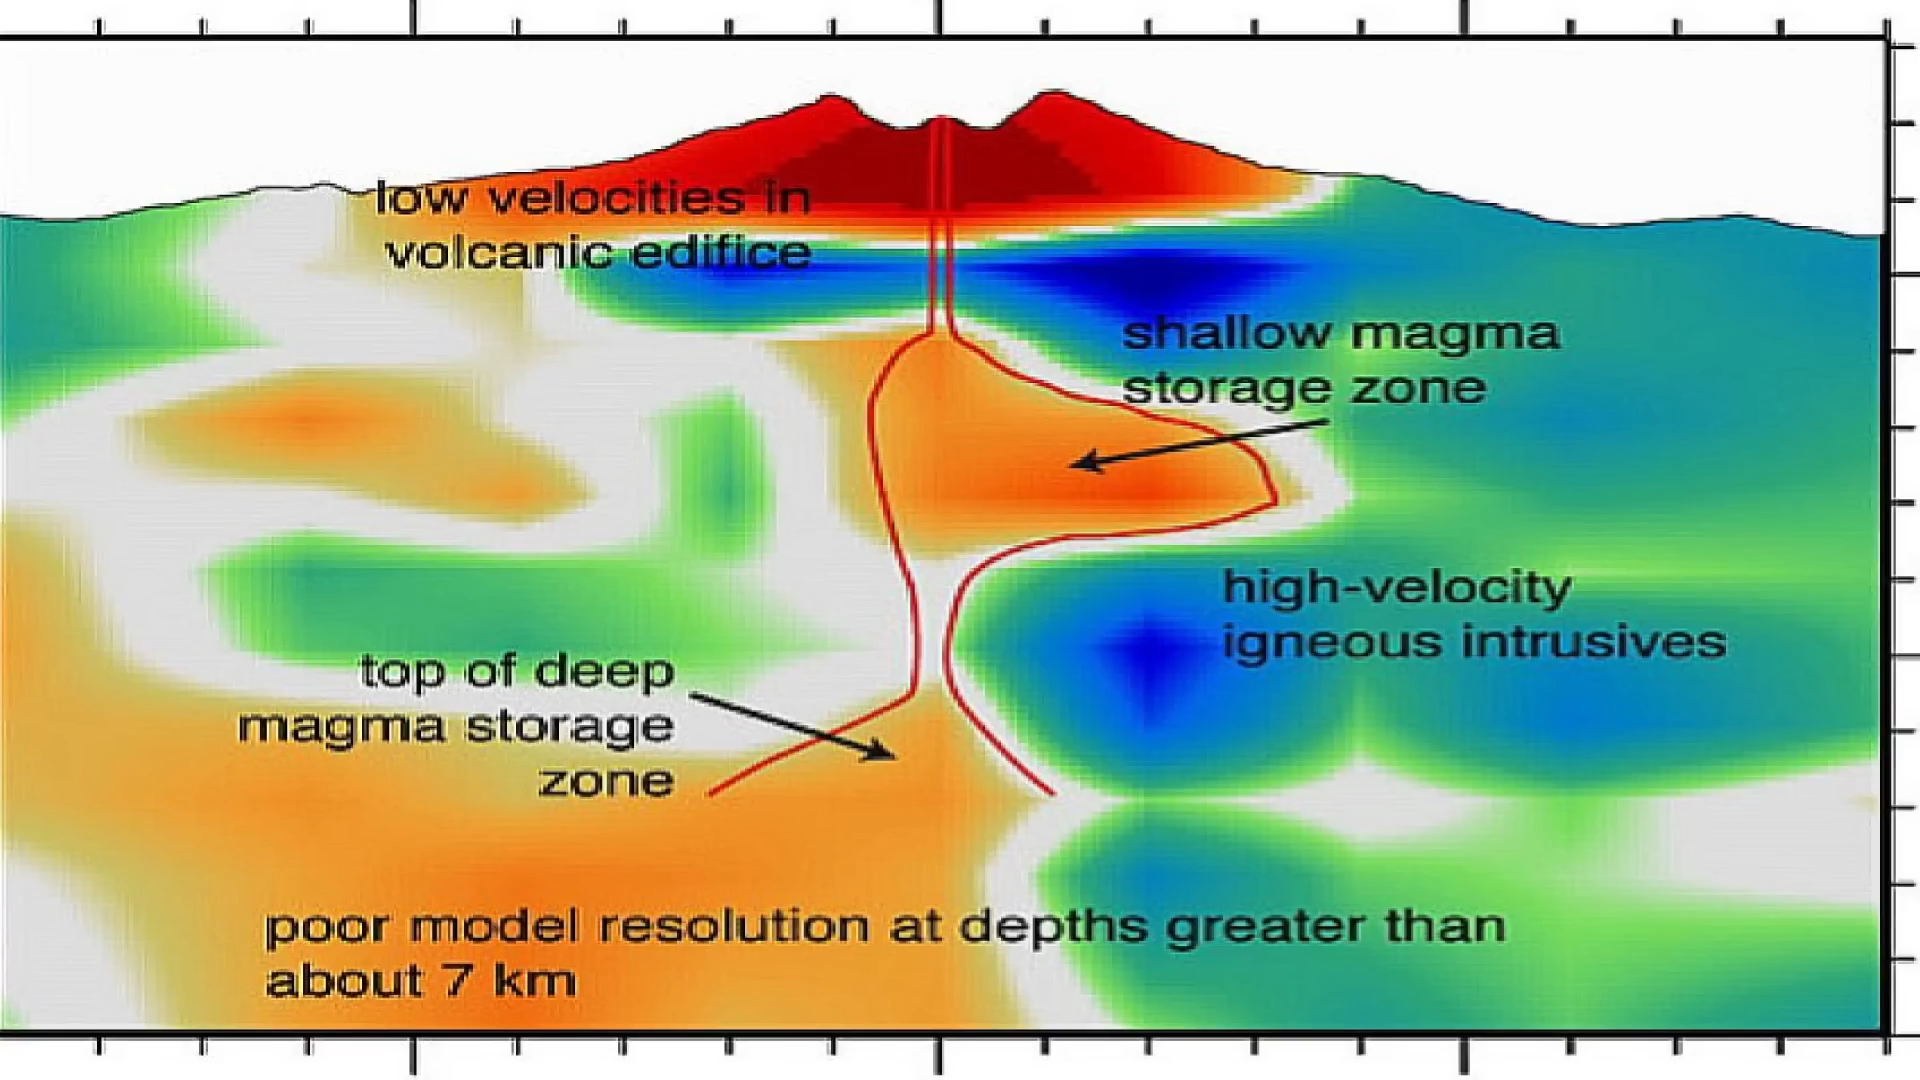 low velocities in
volcanic edifice
shallow magma
storage zone
high-velocity
igneous intrusives
top of deep
magma storage
zone
poor model resolution at depths greater than
about 7 km